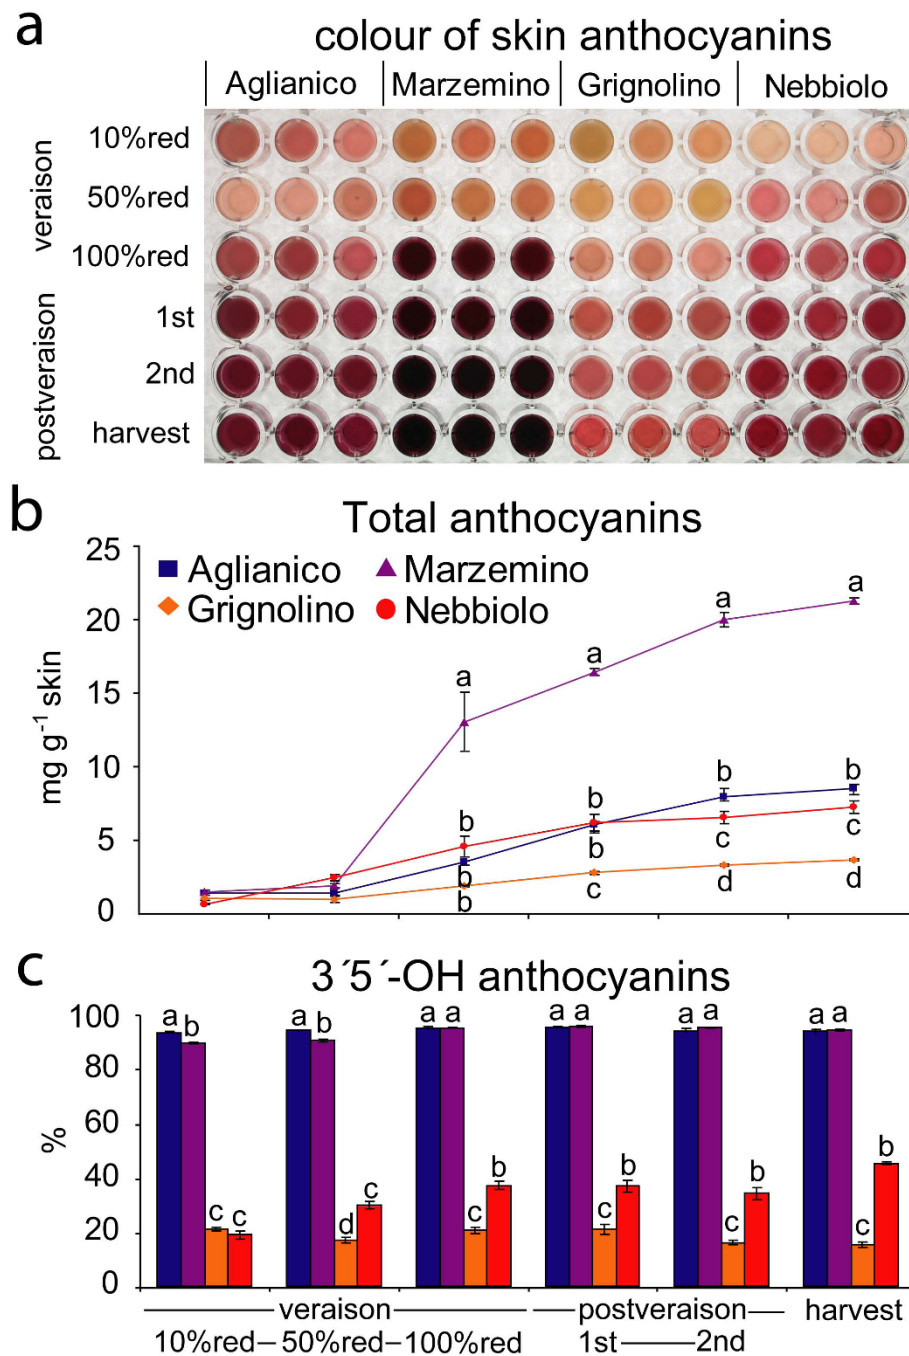 a
colour of skin anthocyanins
Aglianico Marzemino Grignolino Nebbiolo
veraison
10%red
50%red
100%red
postveraison
1st
2nd
harvest
b
Total anthocyanins
mg g⁻¹ skin
25
20
15
10
5
0
Aglianico Marzemino
Grignolino Nebbiolo
a a a a
b b b b
b b c c
b c d d
c
3´5´-OH anthocyanins
%
100
80
60
40
20
0
a b c c
a b d c
a a c b
a a c b
a a c b
a a c b
veraison postveraison harvest
10%red 50%red 100%red 1st 2nd